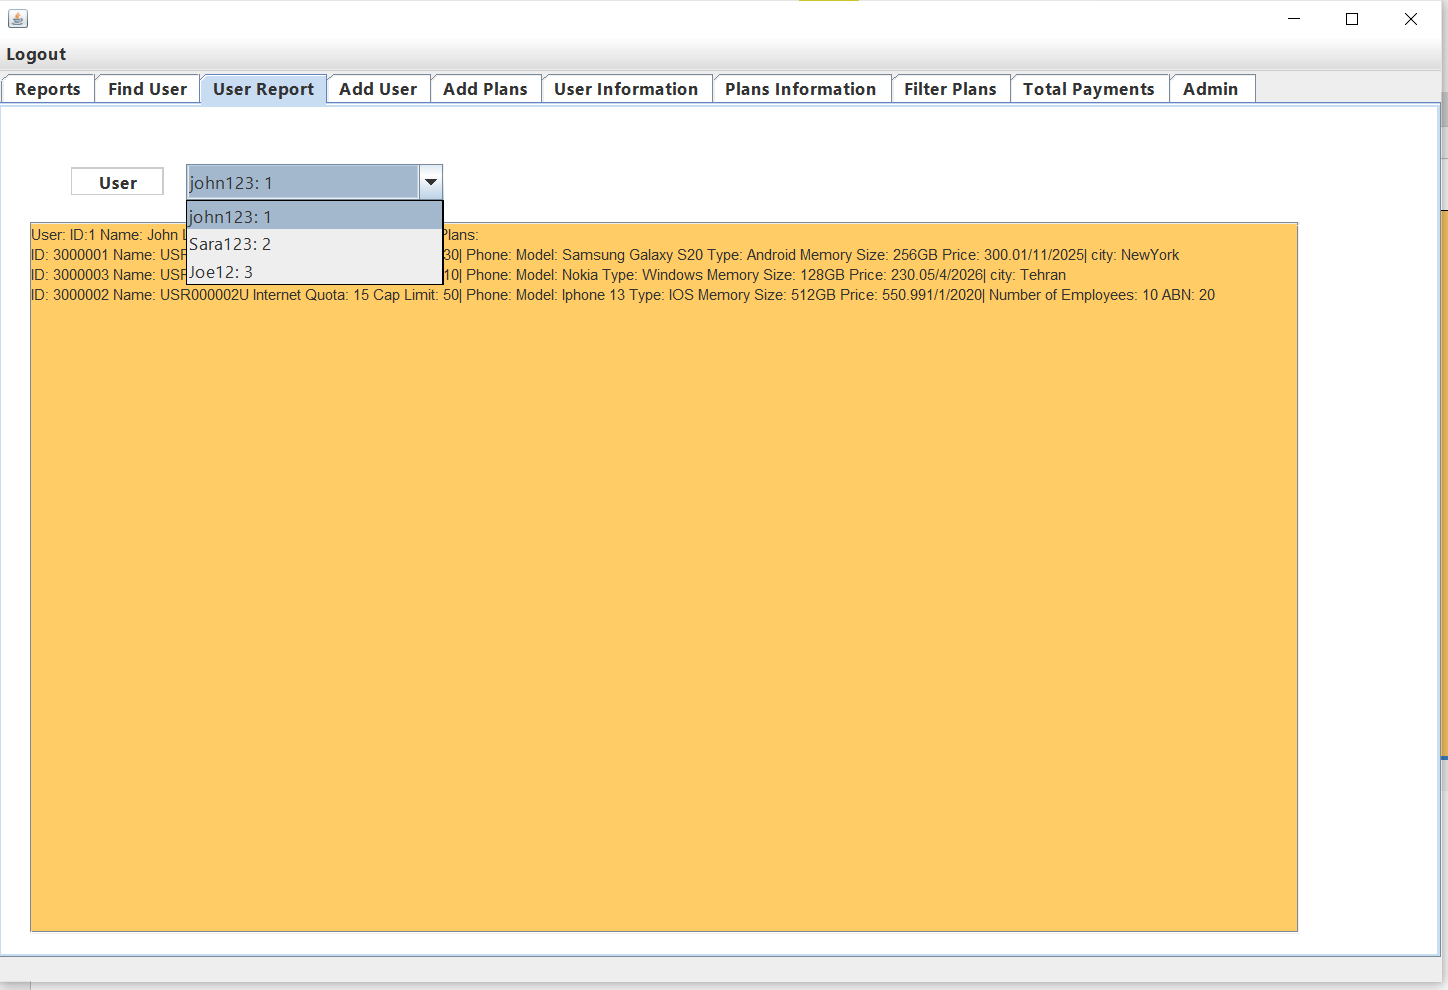 Logout
Reports Find User User Report Add User Add Plans User Information Plans Information Filter Plans Total Payments Admin
User john123: 1
john123: 1
Sara123: 2
Joe12: 3
User: ID:1 Name: John Plans:
ID: 3000001 Name: 30| Phone: Model: Samsung Galaxy S20 Type: Android Memory Size: 256GB Price: 300.01/11/2025| city: NewYork
ID: 3000003 Name: 10| Phone: Model: Nokia Type: Windows Memory Size: 128GB Price: 230.05/4/2026| city: Tehran
ID: 3000002 Name: USR000002U Internet Quota: 15 Cap Limit: 50| Phone: Model: Iphone 13 Type: IOS Memory Size: 512GB Price: 550.991/1/2020| Number of Employees: 10 ABN: 20